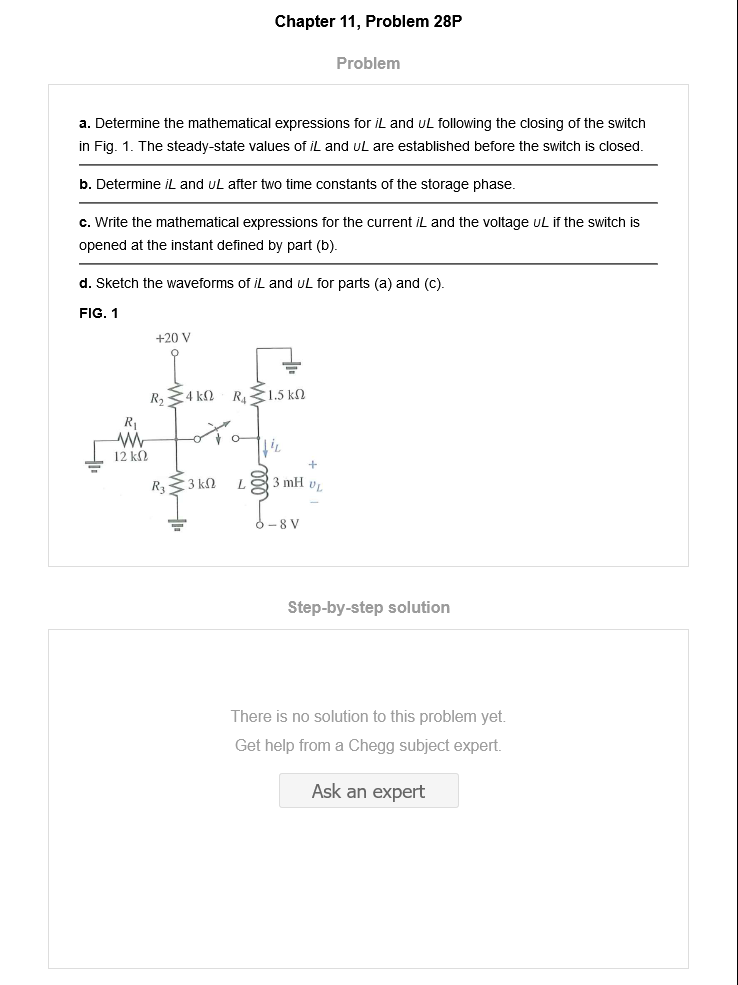 Chapter 11, Problem 28P
Problem
a. Determine the mathematical expressions for iL and υL following the closing of the switch
in Fig. 1. The steady-state values of iL and υL are established before the switch is closed.
b. Determine iL and υL after two time constants of the storage phase.
c. Write the mathematical expressions for the current iL and the voltage υL if the switch is
opened at the instant defined by part (b).
d. Sketch the waveforms of iL and υL for parts (a) and (c).
FIG. 1
+20 V
R2 4 kΩ R4 1.5 kΩ
R1
12 kΩ
iL
+
R3 3 kΩ L 3 mH υL
–
– 8 V
Step-by-step solution
There is no solution to this problem yet.
Get help from a Chegg subject expert.
Ask an expert